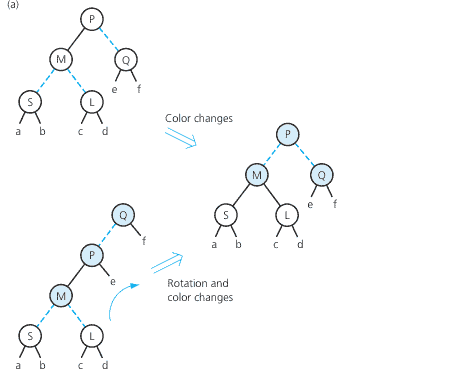 (a)
P
M
Q
e f
S
L
a b c d
Color changes
P
M
Q
e f
S
L
a b c d
Q
f
P
e
M
Rotation and
color changes
S
L
a b c d